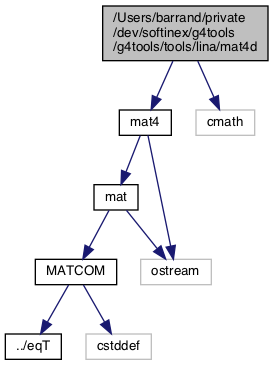 /Users/barrand/private
/dev/softinex/g4tools
/g4tools/tools/lina/mat4d
mat4
cmath
mat
MATCOM
ostream
../eqT
cstddef